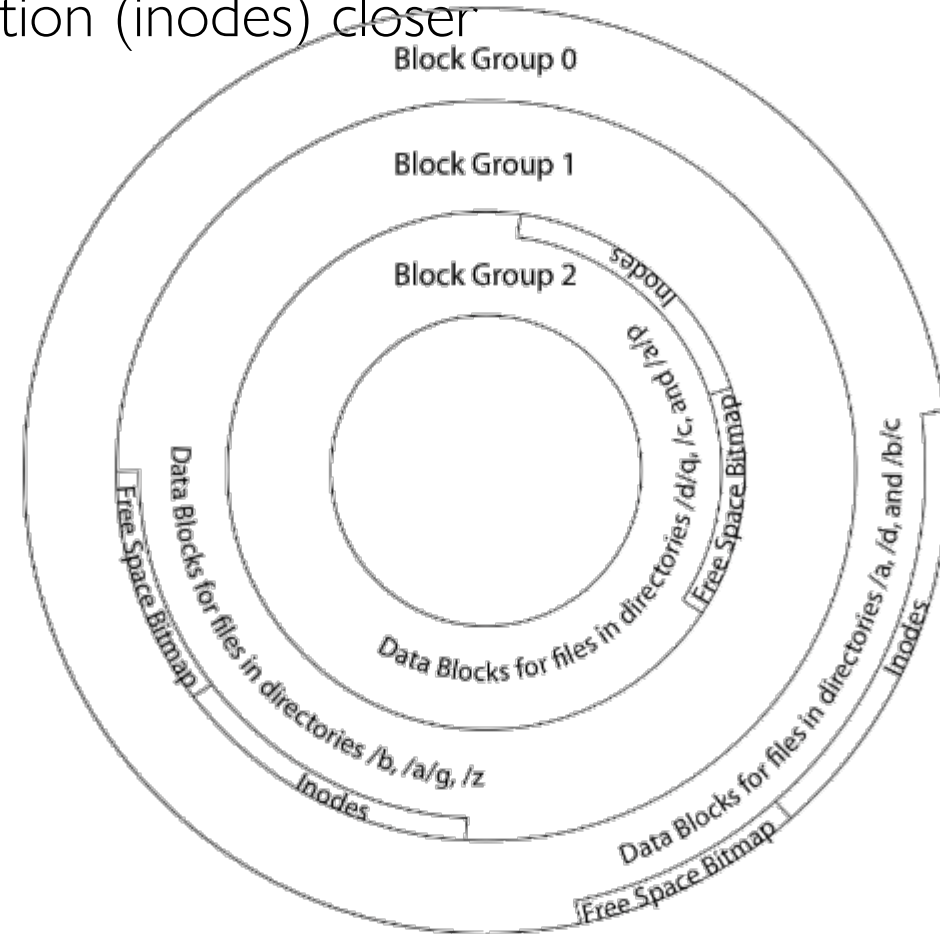 tion (inodes) closer
Block Group 0
Block Group 1
Block Group 2
Inodes
Free Space Bitmap
Data Blocks for files in directories /d/q, /c, and /a/p
Data Blocks for files in directories /b, /a/g, /z
Free Space Bitmap
Inodes
Data Blocks for files in directories /a, /d, and /b/c
Inodes
Free Space Bitmap